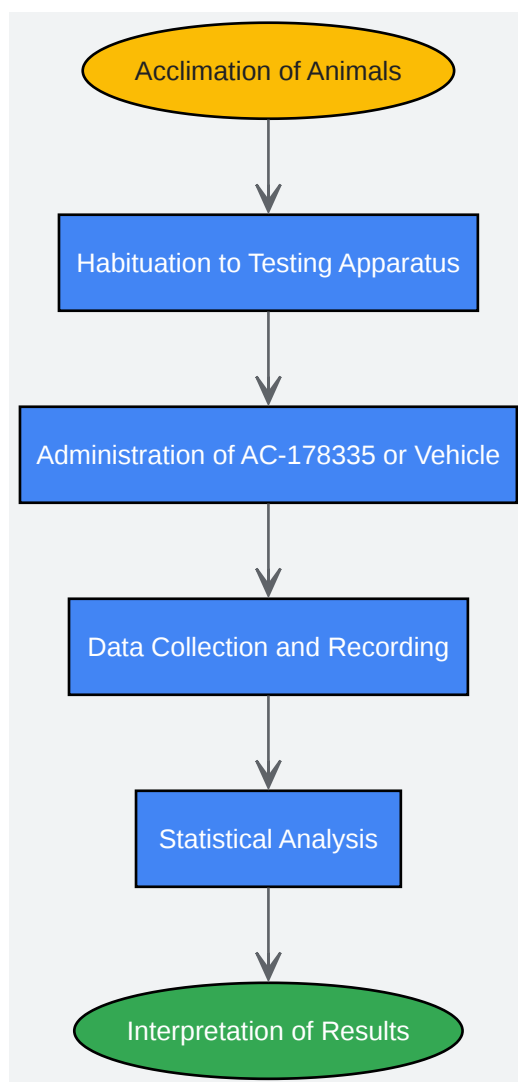 Acclimation of Animals
Habituation to Testing Apparatus
Administration of AC-178335 or Vehicle
Data Collection and Recording
Statistical Analysis
Interpretation of Results